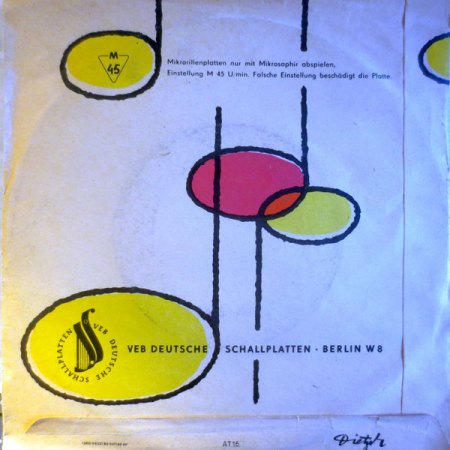 M
45
Mikrorillenplatten nur mit Mikrosaphir abspielen,
Einstellung M 45 U/min. Falsche Einstellung beschädigt die Platte.
VEB DEUTSCHE SCHALLPLATTEN
VEB DEUTSCHE SCHALLPLATTEN · BERLIN W 8
AT 15